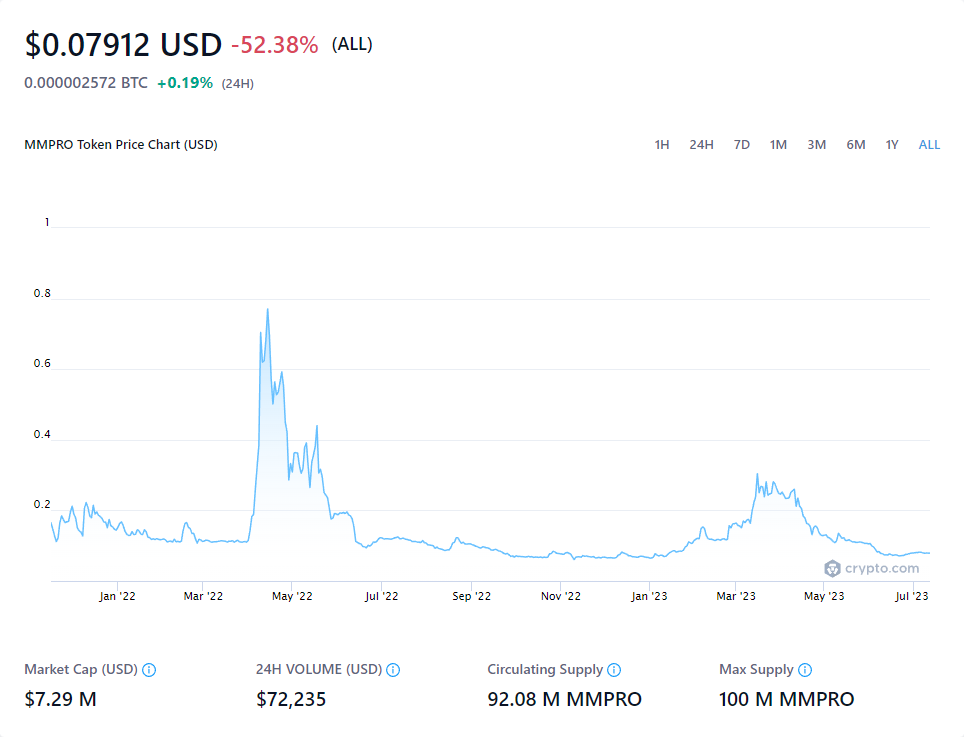 $0.07912 USD -52.38% (ALL)
0.000002572 BTC +0.19% (24H)
MMPRO Token Price Chart (USD) 1H 24H 7D 1M 3M 6M 1Y ALL
1
0.8
0.6
0.4
0.2
crypto.com
Jan '22 Mar '22 May '22 Jul '22 Sep '22 Nov '22 Jan '23 Mar '23 May '23 Jul '23
Market Cap (USD) 24H VOLUME (USD) Circulating Supply Max Supply
$7.29 M $72,235 92.08 M MMPRO 100 M MMPRO